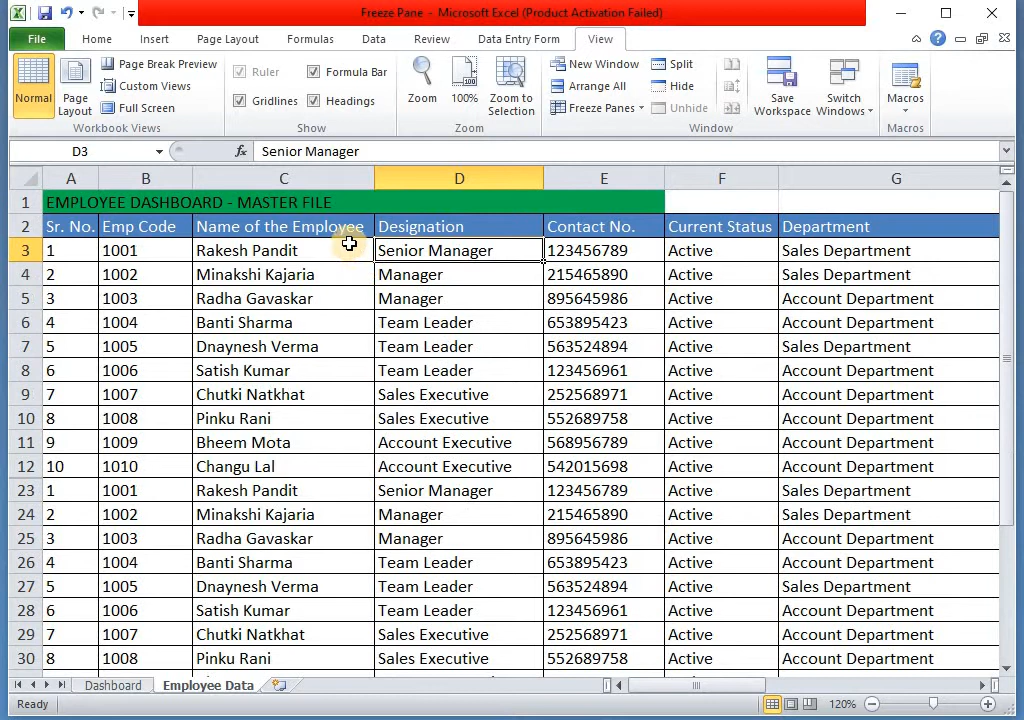 Freeze Pane - Microsoft Excel (Product Activation Failed)
File Home Insert Page Layout Formulas Data Review Data Entry Form View
Normal Page Layout Page Break Preview Custom Views Full Screen Workbook Views
Ruler Formula Bar Gridlines Headings Show
Zoom 100% Zoom to Selection Zoom
New Window Arrange All Freeze Panes Split Hide Unhide Save Workspace Switch Windows Window
Macros Macros
D3 fx Senior Manager
A B C D E F G
1 EMPLOYEE DASHBOARD - MASTER FILE
2 Sr. No. Emp Code Name of the Employee Designation Contact No. Current Status Department
3 1 1001 Rakesh Pandit Senior Manager 123456789 Active Sales Department
4 2 1002 Minakshi Kajaria Manager 215465890 Active Sales Department
5 3 1003 Radha Gavaskar Manager 895645986 Active Account Department
6 4 1004 Banti Sharma Team Leader 653895423 Active Account Department
7 5 1005 Dnaynesh Verma Team Leader 563524894 Active Sales Department
8 6 1006 Satish Kumar Team Leader 123456961 Active Account Department
9 7 1007 Chutki Natkhat Sales Executive 252568971 Active Account Department
10 8 1008 Pinku Rani Sales Executive 552689758 Active Account Department
11 9 1009 Bheem Mota Account Executive 568956789 Active Account Department
12 10 1010 Changu Lal Account Executive 542015698 Active Account Department
23 1 1001 Rakesh Pandit Senior Manager 123456789 Active Sales Department
24 2 1002 Minakshi Kajaria Manager 215465890 Active Sales Department
25 3 1003 Radha Gavaskar Manager 895645986 Active Account Department
26 4 1004 Banti Sharma Team Leader 653895423 Active Account Department
27 5 1005 Dnaynesh Verma Team Leader 563524894 Active Sales Department
28 6 1006 Satish Kumar Team Leader 123456961 Active Account Department
29 7 1007 Chutki Natkhat Sales Executive 252568971 Active Account Department
30 8 1008 Pinku Rani Sales Executive 552689758 Active Account Department
Dashboard Employee Data
Ready 120%